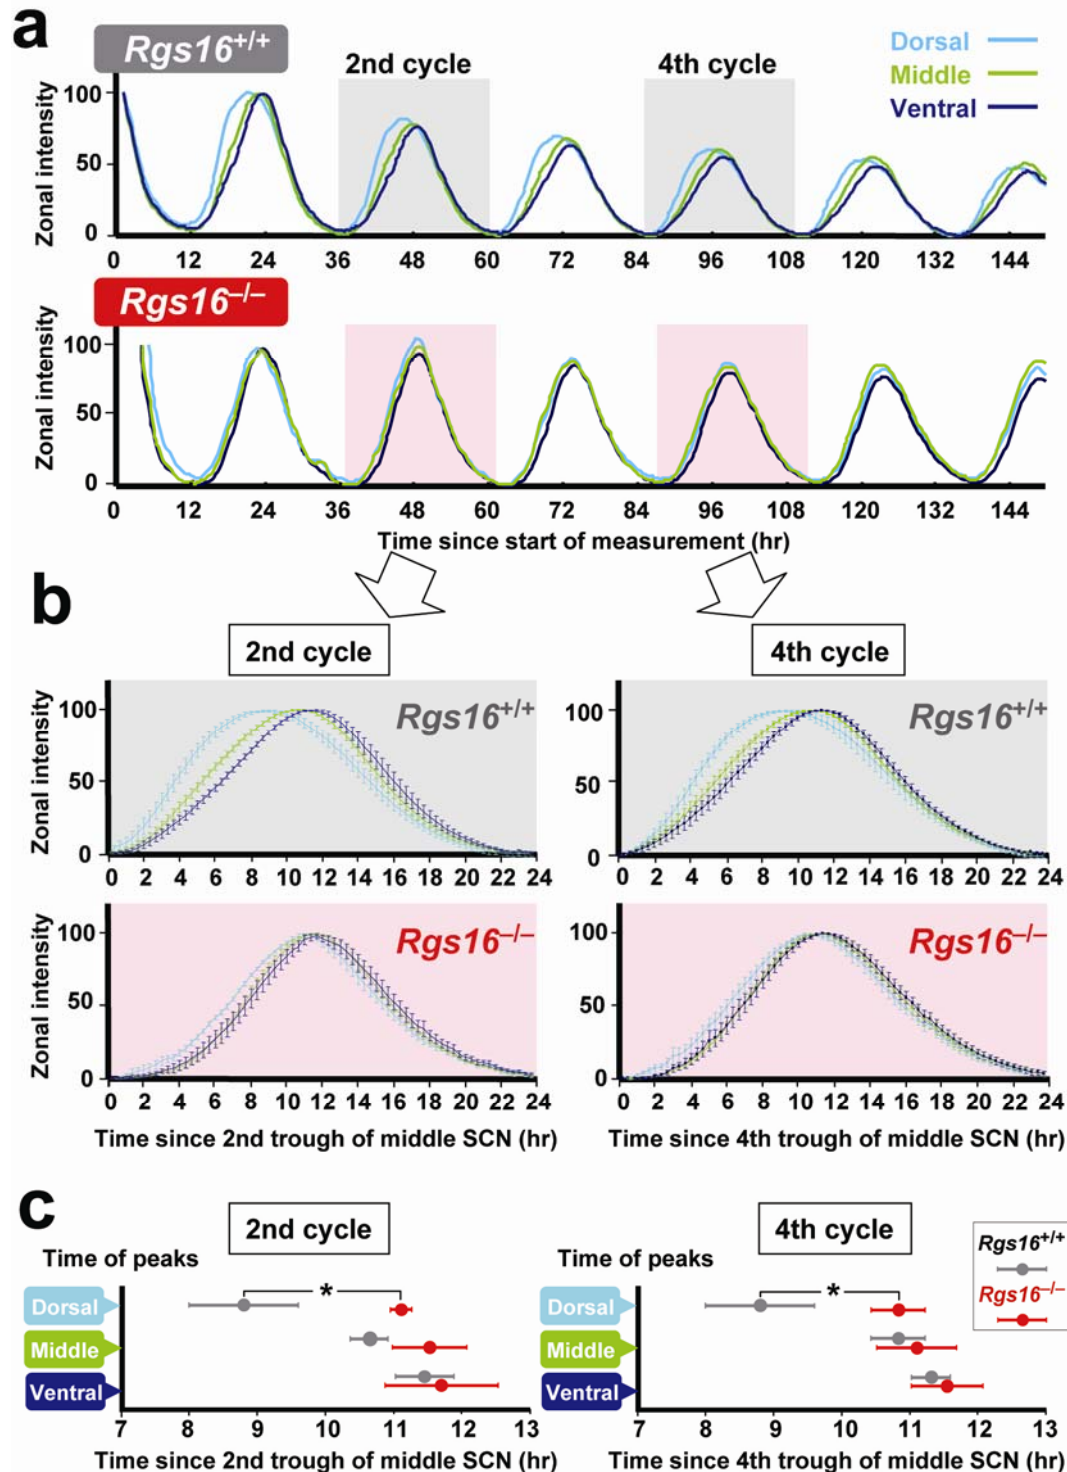 a
Rgs16+/+
2nd cycle
4th cycle
Dorsal
Middle
Ventral
Zonal intensity
100
50
0
0 12 24 36 48 60 72 84 96 108 120 132 144
Rgs16–/–
Zonal intensity
100
50
0
0 12 24 36 48 60 72 84 96 108 120 132 144
Time since start of measurement (hr)
b
2nd cycle
4th cycle
Zonal intensity
100
50
0
Rgs16+/+
0 2 4 6 8 10 12 14 16 18 20 22 24
100
50
0
Rgs16+/+
0 2 4 6 8 10 12 14 16 18 20 22 24
Zonal intensity
100
50
0
Rgs16–/–
0 2 4 6 8 10 12 14 16 18 20 22 24
Time since 2nd trough of middle SCN (hr)
100
50
0
Rgs16–/–
0 2 4 6 8 10 12 14 16 18 20 22 24
Time since 4th trough of middle SCN (hr)
c
2nd cycle
Time of peaks
*
Dorsal
Middle
Ventral
7 8 9 10 11 12 13
Time since 2nd trough of middle SCN (hr)
4th cycle
Time of peaks
*
Dorsal
Middle
Ventral
7 8 9 10 11 12 13
Time since 4th trough of middle SCN (hr)
Rgs16+/+
Rgs16–/–